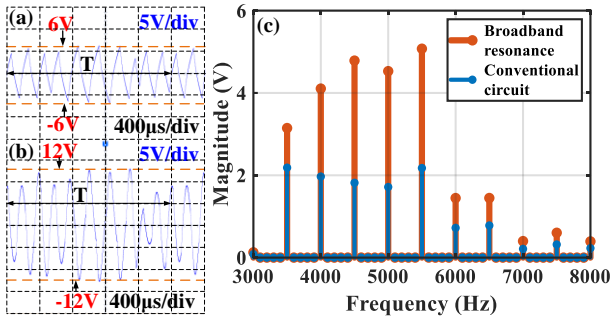 (a)
6V
5V/div
T
-6V
400μs/div
(b)
12V
5V/div
T
-12V
400μs/div
(c)
Broadband
resonance
Conventional
circuit
Magnitude (V)
6
4
2
0
3000
4000
5000
6000
7000
8000
Frequency (Hz)